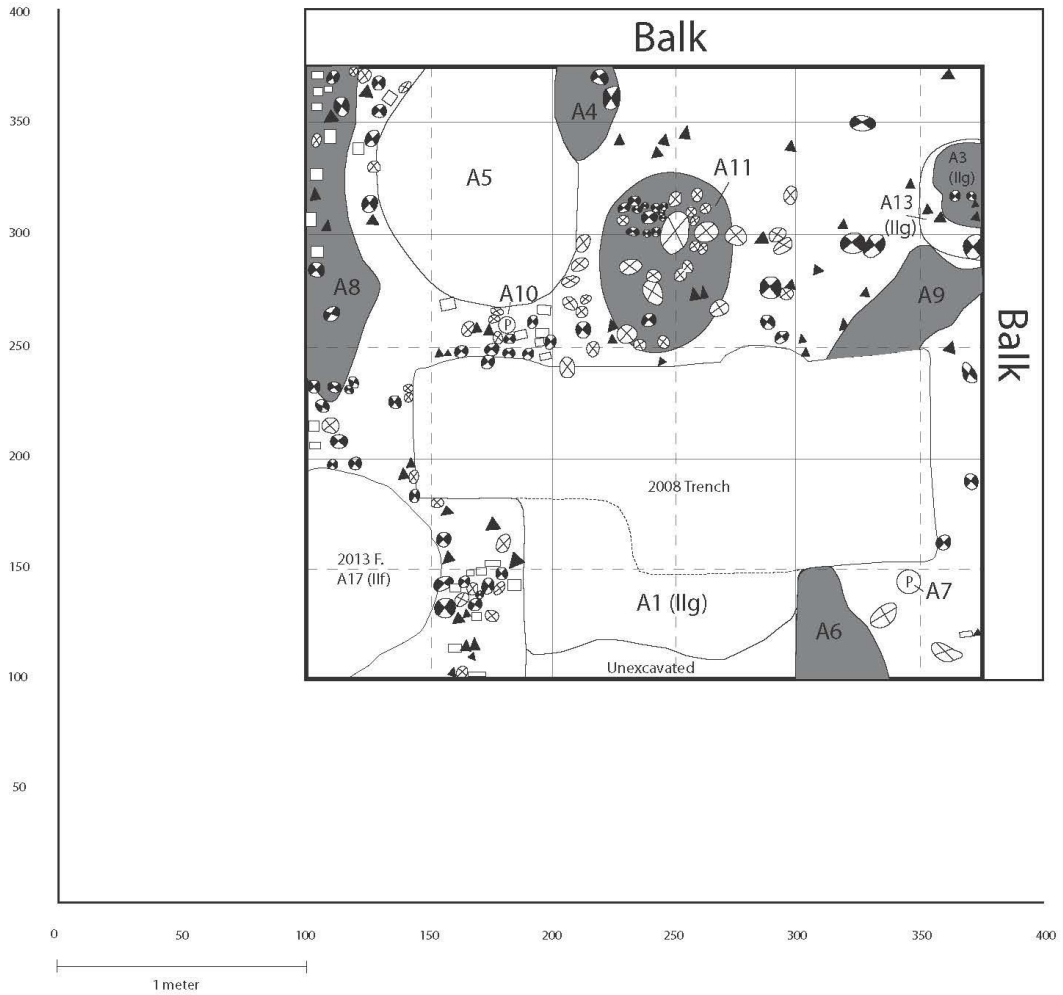 400
Balk
350
A4
A3
(IIg)
A11
A5
A13
(IIg)
300
A8
A10
A9
P
Balk
250
200
2008 Trench
2013 F.
A17 (IIf)
150
P
A7
A1 (IIg)
A6
Unexcavated
100
50
0 50 100 150 200 250 300 350 400
1 meter